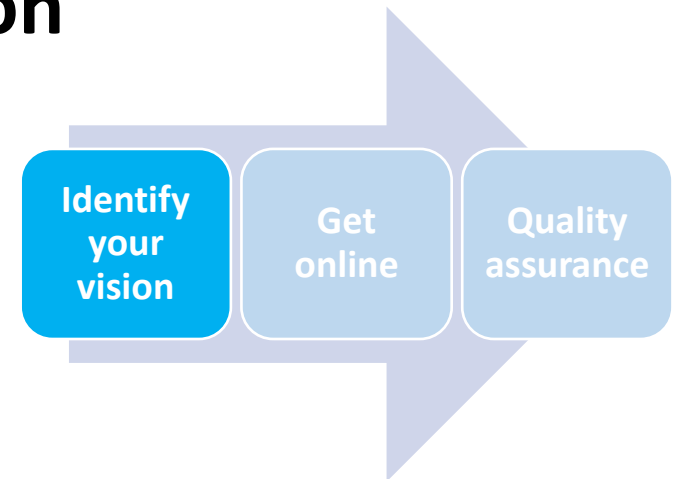 on
Identify
your
vision
Get
online
Quality
assurance